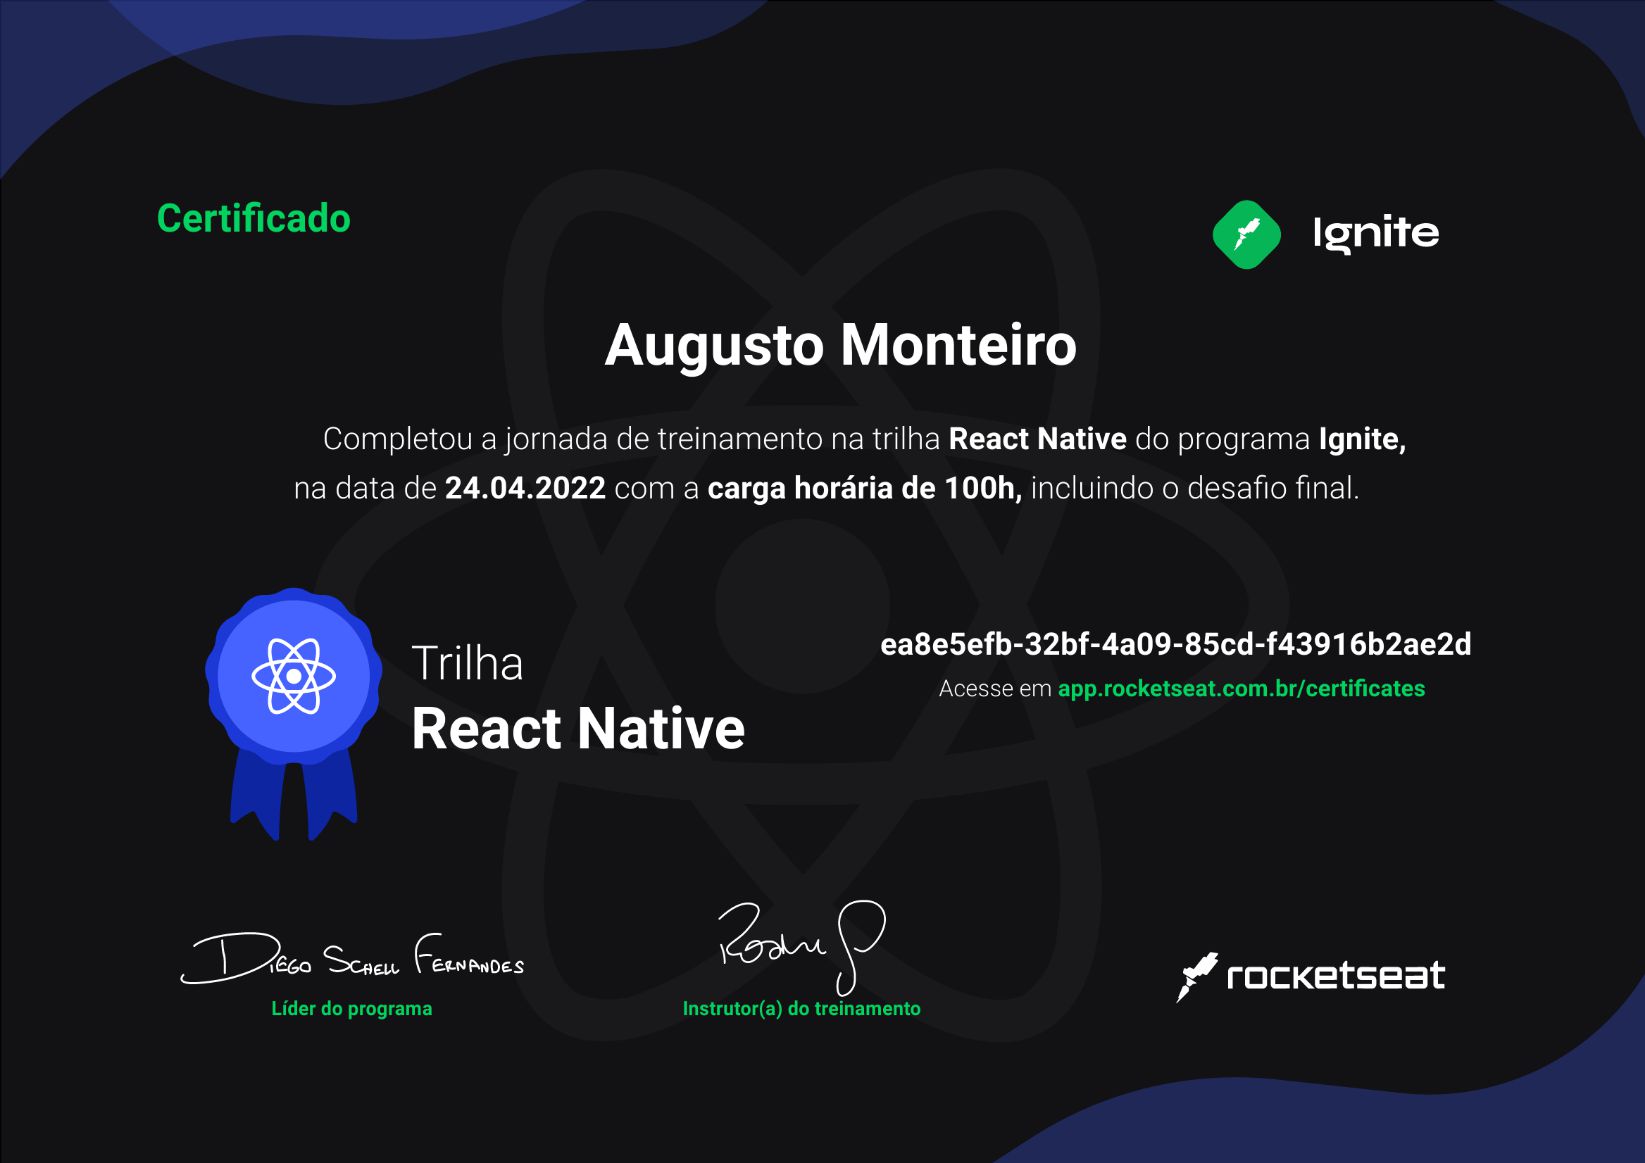 Certificado
Ignite
Augusto Monteiro
Completou a jornada de treinamento na trilha React Native do programa Ignite,
na data de 24.04.2022 com a carga horária de 100h, incluindo o desafio final.
Trilha
React Native
ea8e5efb-32bf-4a09-85cd-f43916b2ae2d
Acesse em app.rocketseat.com.br/certificates
Diego Schell Fernandes
Líder do programa
Instrutor(a) do treinamento
rocketseat